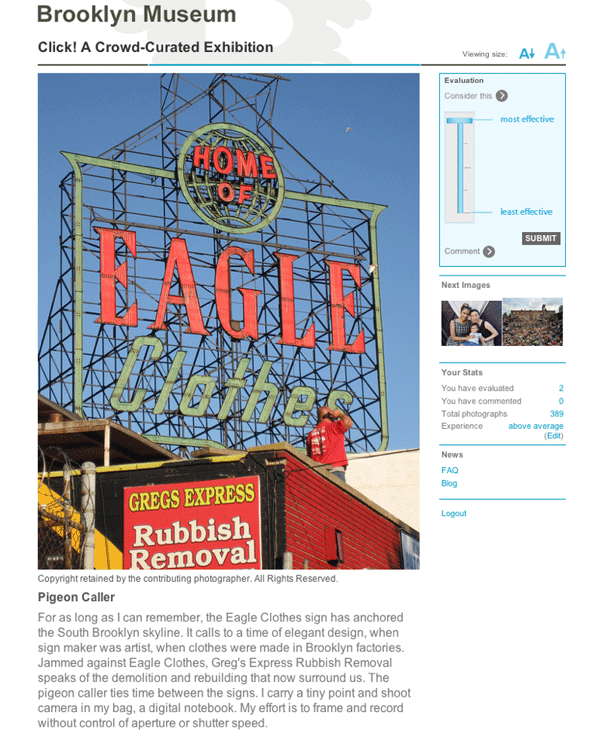 Brooklyn Museum
Click! A Crowd-Curated Exhibition
Viewing size: A A
HOME
OF
EAGLE
Clothes
GREGS EXPRESS
Rubbish
Removal
Copyright retained by the contributing photographer. All Rights Reserved.
Pigeon Caller
For as long as I can remember, the Eagle Clothes sign has anchored
the South Brooklyn skyline. It calls to a time of elegant design, when
sign maker was artist, when clothes were made in Brooklyn factories.
Jammed against Eagle Clothes, Greg's Express Rubbish Removal
speaks of the demolition and rebuilding that now surround us. The
pigeon caller ties time between the signs. I carry a tiny point and shoot
camera in my bag, a digital notebook. My effort is to frame and record
without control of aperture or shutter speed.
Evaluation
Consider this
most effective
least effective
SUBMIT
Comment
Next Images
Your Stats
You have evaluated 2
You have commented 0
Total photographs 389
Experience above average
(Edit)
News
FAQ
Blog
Logout